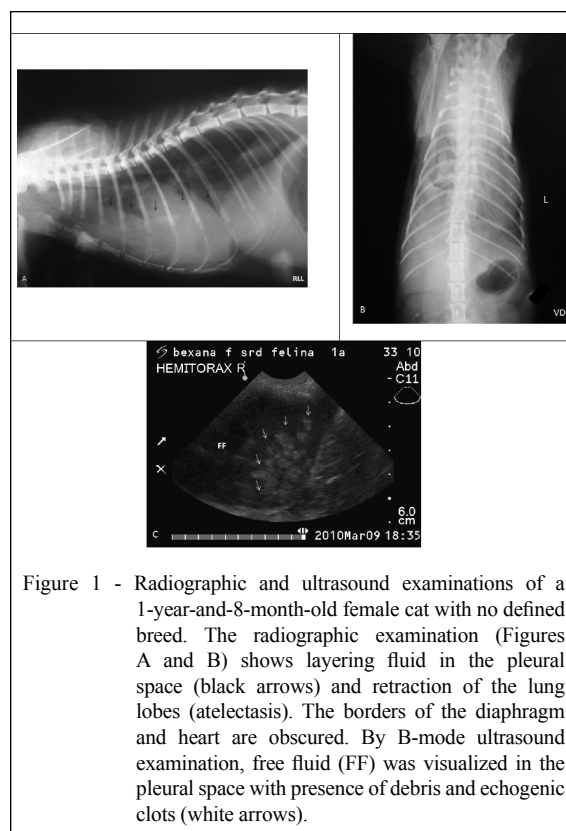 A
RLL
L
B
VD
bexana f srd felina 1a 33 10
HEMITORAX R
Abd
C11
FF
6.0
cm
C
2010Mar09 18:35
Figure 1 - Radiographic and ultrasound examinations of a
1-year-and-8-month-old female cat with no defined
breed. The radiographic examination (Figures
A and B) shows layering fluid in the pleural
space (black arrows) and retraction of the lung
lobes (atelectasis). The borders of the diaphragm
and heart are obscured. By B-mode ultrasound
examination, free fluid (FF) was visualized in the
pleural space with presence of debris and echogenic
clots (white arrows).